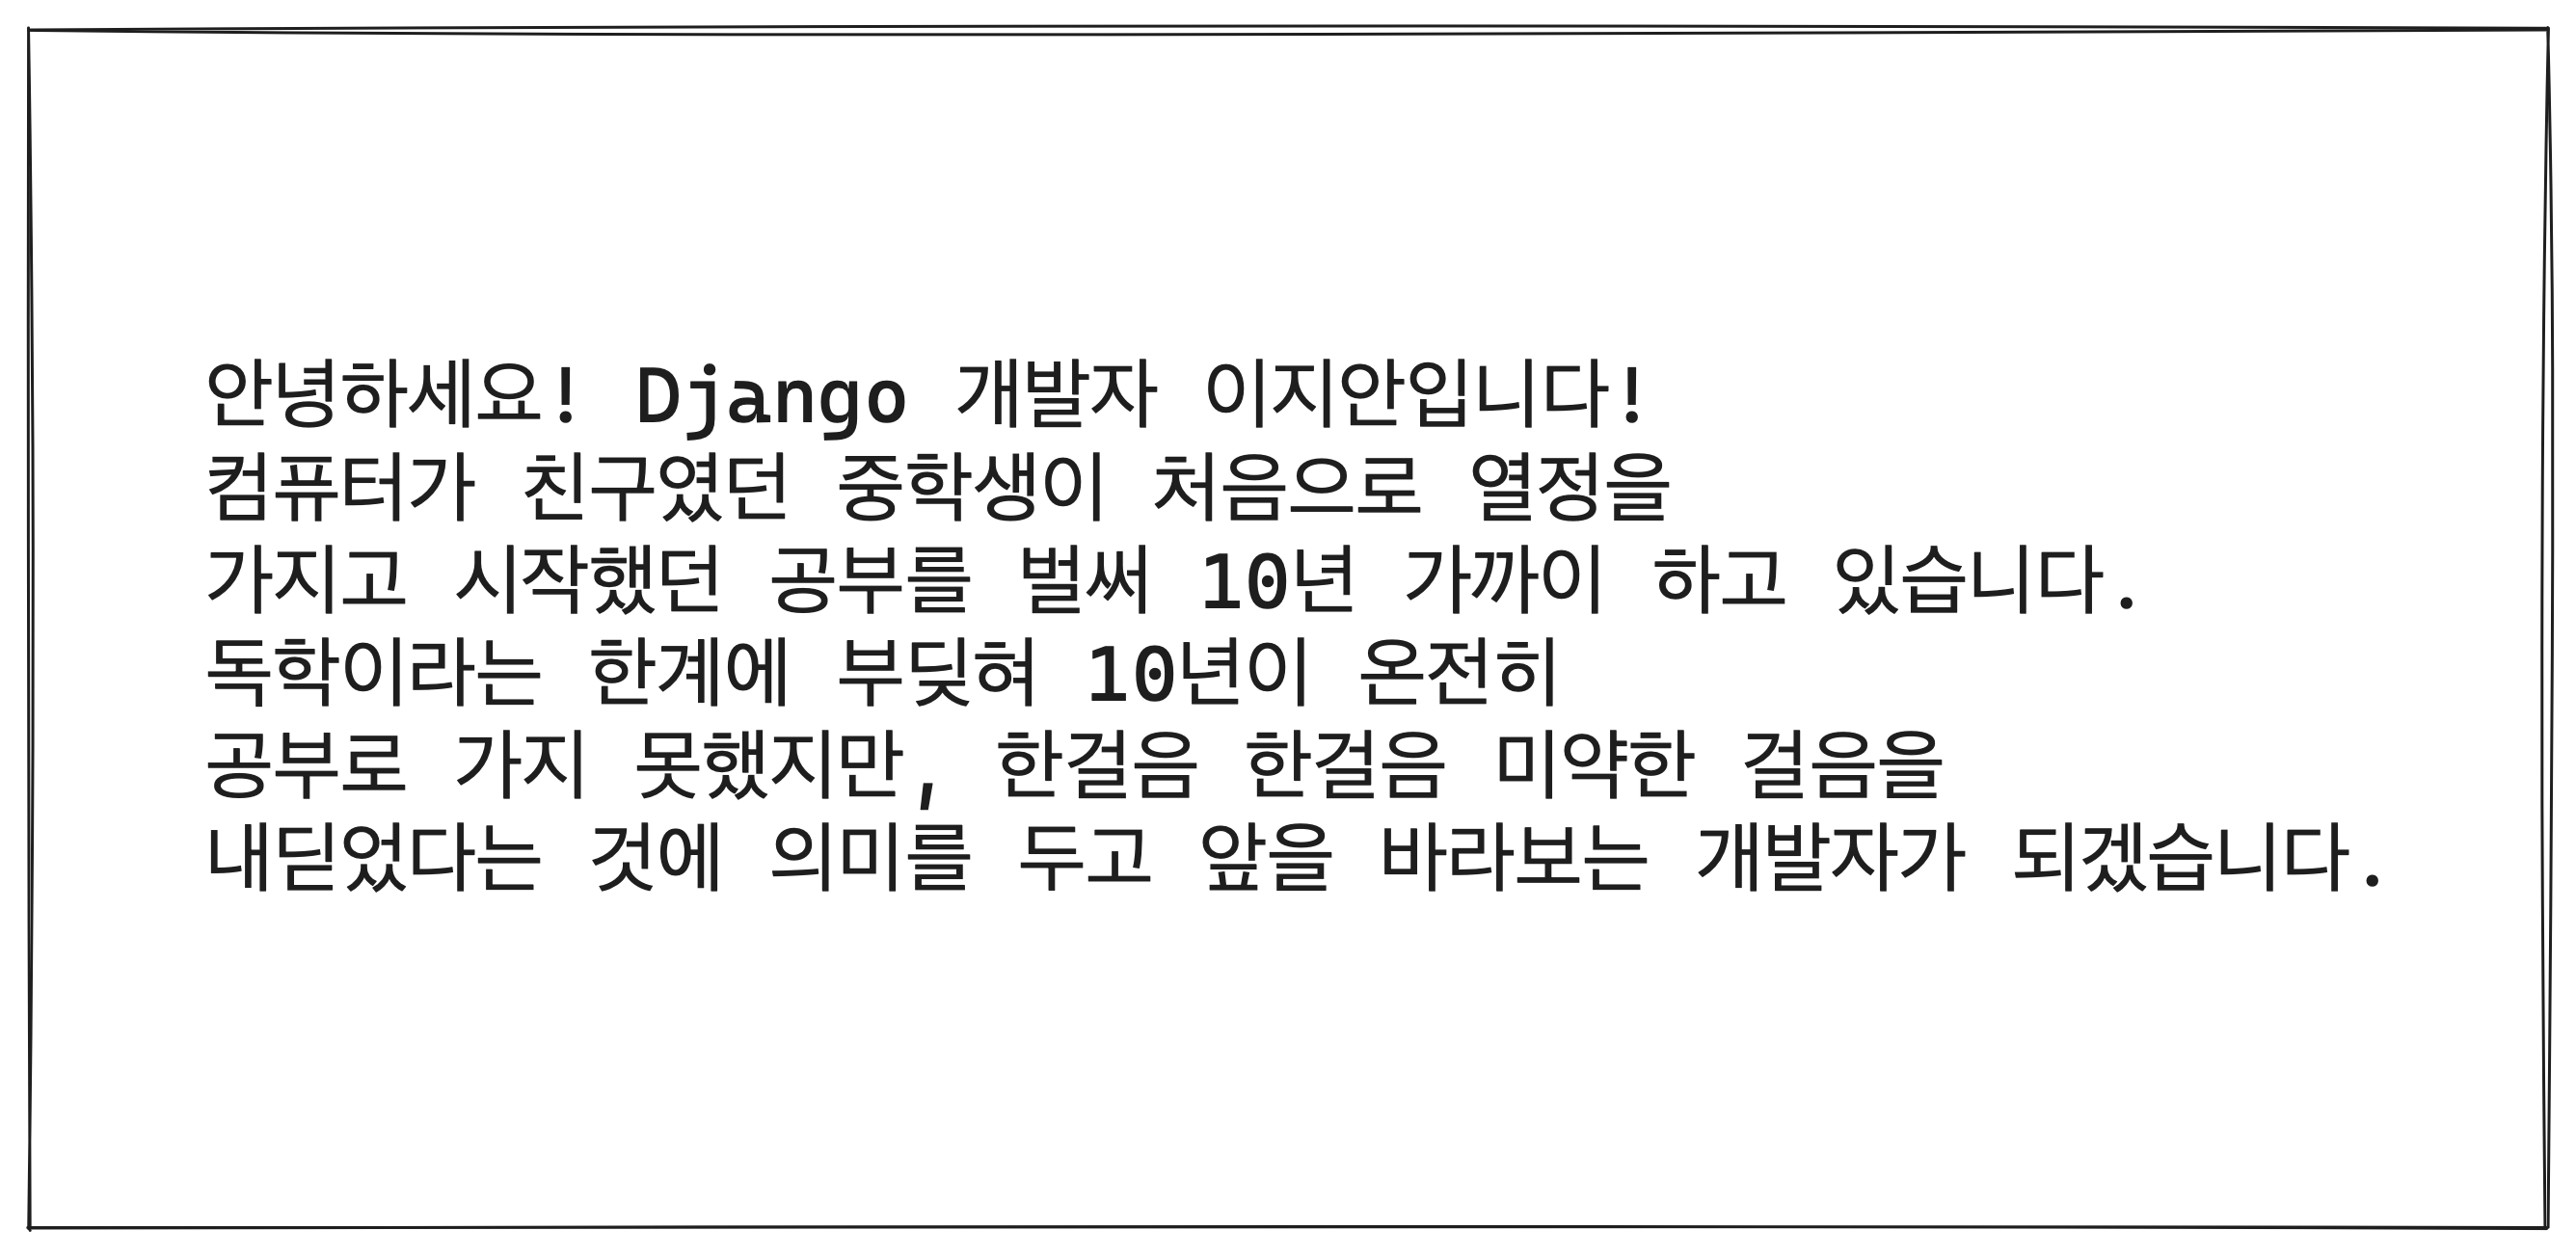 안녕하세요! Django 개발자 이지안입니다!
컴퓨터가 친구였던 중학생이 처음으로 열정을
가지고 시작했던 공부를 벌써 10년 가까이 하고 있습니다.
독학이라는 한계에 부딪혀 10년이 온전히
공부로 가지 못했지만, 한걸음 한걸음 미약한 걸음을
내딛었다는 것에 의미를 두고 앞을 바라보는 개발자가 되겠습니다.